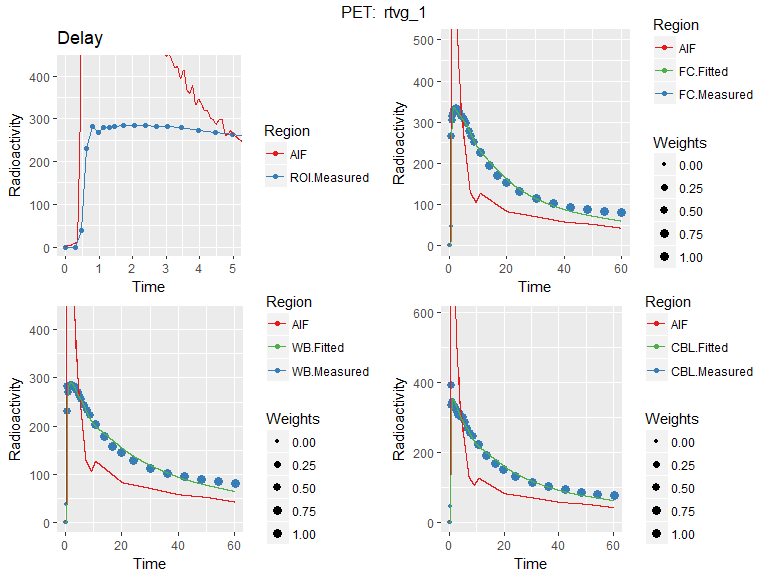 PET: rtvg_1
Delay
400
300
200
100
0
0 1 2 3 4 5
Radioactivity
Time
Region
AIF
ROI.Measured
500
400
300
200
100
0
0 20 40 60
Radioactivity
Time
Region
AIF
FC.Fitted
FC.Measured
Weights
0.00
0.25
0.50
0.75
1.00
400
300
200
100
0
0 20 40 60
Radioactivity
Time
Region
AIF
WB.Fitted
WB.Measured
Weights
0.00
0.25
0.50
0.75
1.00
600
400
200
0
0 20 40 60
Radioactivity
Time
Region
AIF
CBL.Fitted
CBL.Measured
Weights
0.00
0.25
0.50
0.75
1.00